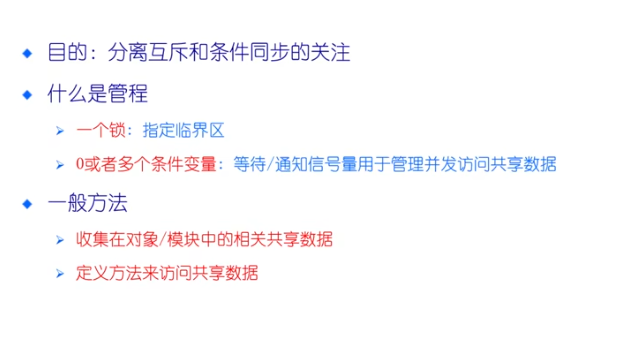 目的：分离互斥和条件同步的关注
什么是管程
一个锁：指定临界区
0或者多个条件变量：等待/通知信号量用于管理并发访问共享数据
一般方法
收集在对象/模块中的相关共享数据
定义方法来访问共享数据